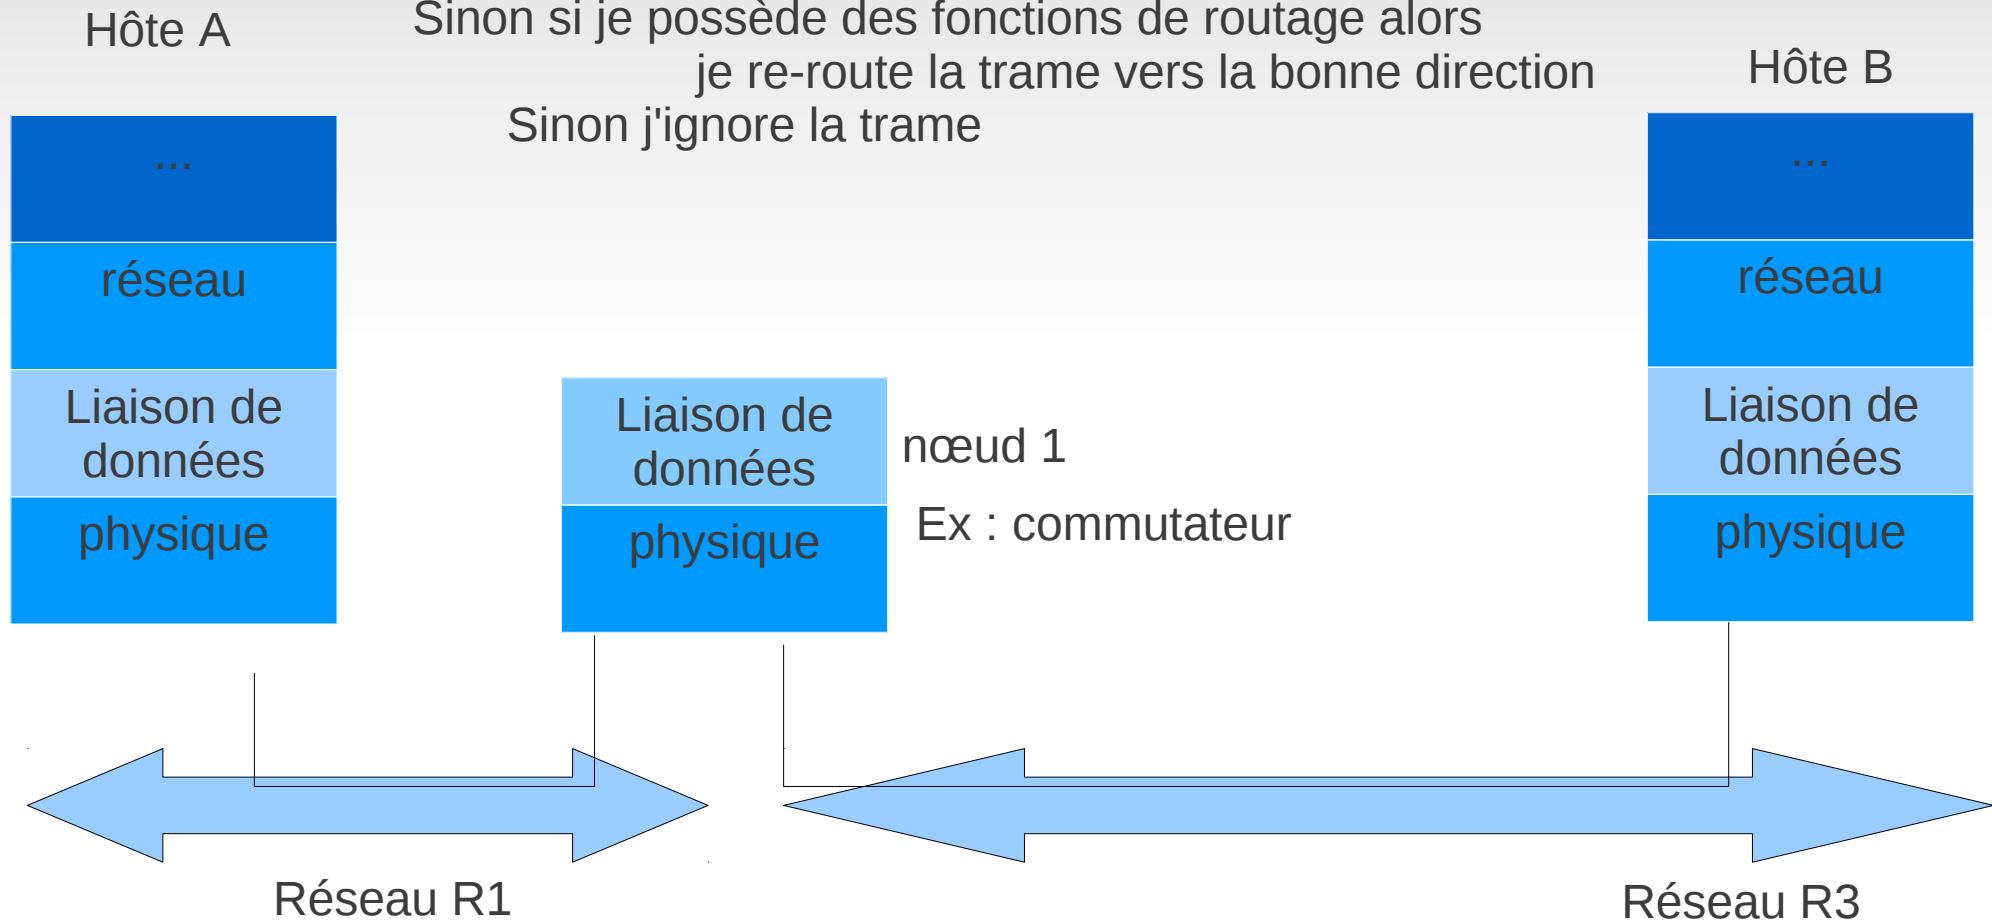 Sinon si je possède des fonctions de routage alors
je re-route la trame vers la bonne direction
Sinon j'ignore la trame
Hôte A
...
réseau
Liaison de
données
physique
Liaison de
données
physique
nœud 1
Ex : commutateur
Hôte B
...
réseau
Liaison de
données
physique
Réseau R1
Réseau R3